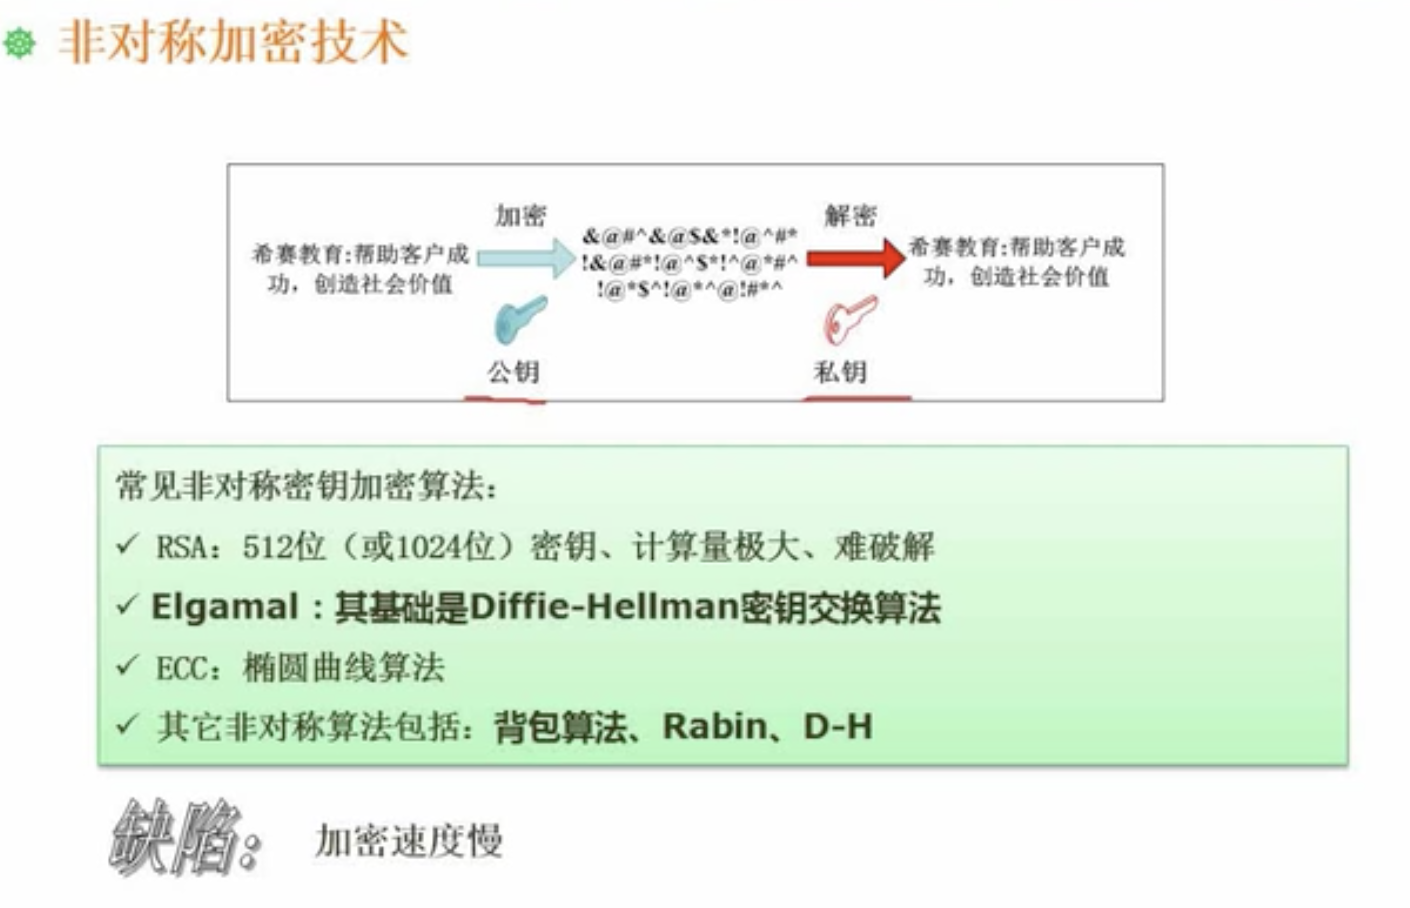 非对称加密技术
加密
解密
希赛教育:帮助客户成
功，创造社会价值
&@#^&@$&*!@^#*
!&@#*!@^$*!^@*#^
!@*$^!@*^@!#*^
希赛教育:帮助客户成
功，创造社会价值
公钥
私钥
常见非对称密钥加密算法：
✓ RSA：512位（或1024位）密钥、计算量极大、难破解
✓ Elgamal：其基础是Diffie-Hellman密钥交换算法
✓ ECC：椭圆曲线算法
✓ 其它非对称算法包括：背包算法、Rabin、D-H
缺陷： 加密速度慢